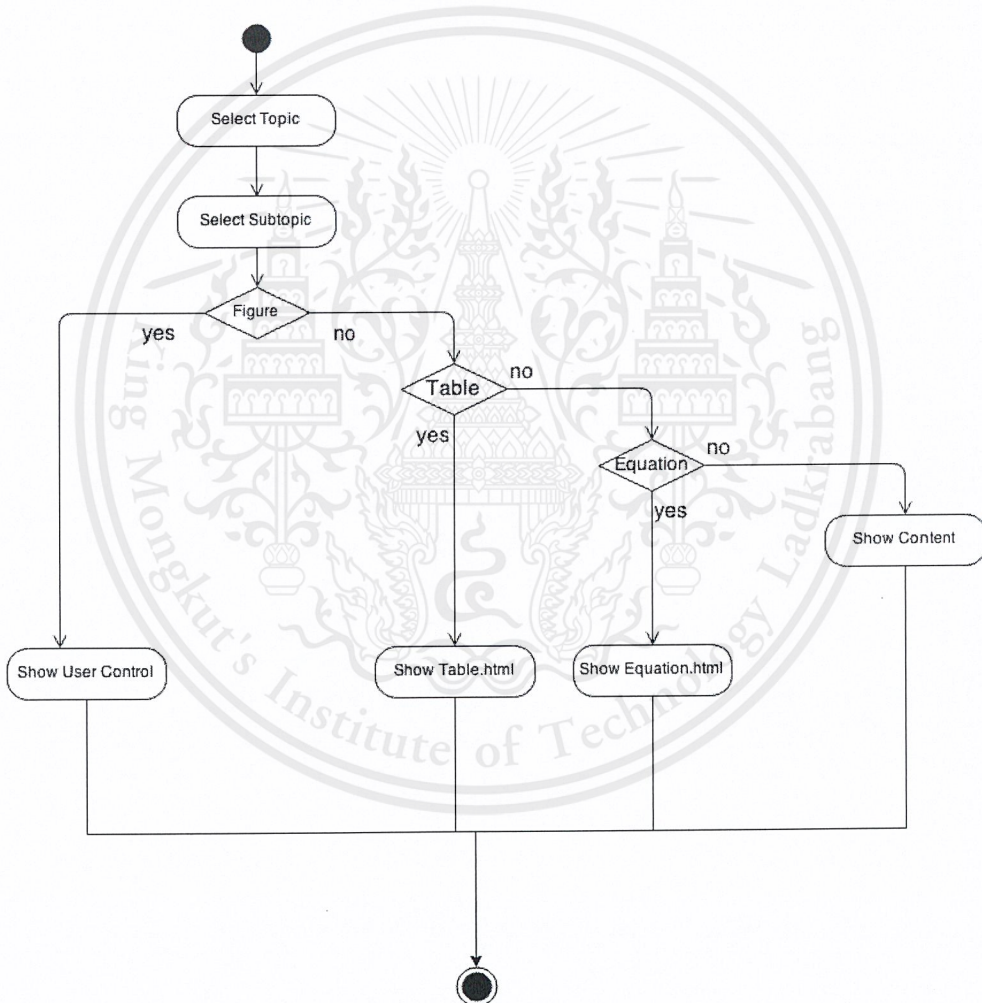 Select Topic
Select Subtopic
Figure
yes
no
Table
no
yes
Equation
no
yes
Show Content
Show User Control
Show Table.html
Show Equation.html
King Mongkut's Institute of Technology Ladkrabang